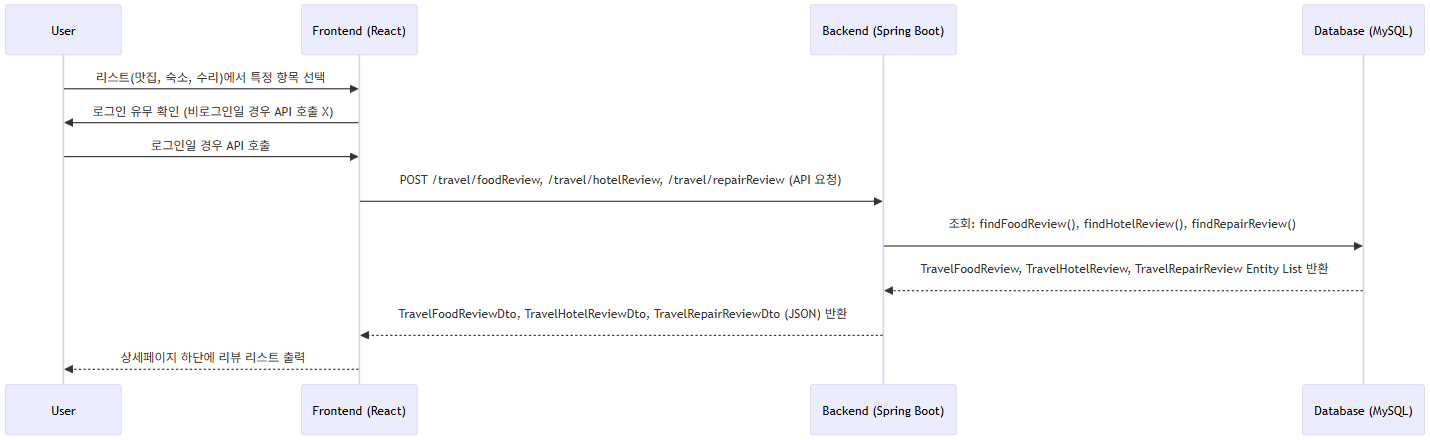 User
Frontend (React)
Backend (Spring Boot)
Database (MySQL)
리스트(맛집, 숙소, 수리)에서 특정 항목 선택
로그인 유무 확인 (비로그인일 경우 API 호출 X)
로그인일 경우 API 호출
POST /travel/foodReview, /travel/hotelReview, /travel/repairReview (API 요청)
조회: findFoodReview(), findHotelReview(), findRepairReview()
TravelFoodReview, TravelHotelReview, TravelRepairReview Entity List 반환
TravelFoodReviewDto, TravelHotelReviewDto, TravelRepairReviewDto (JSON) 반환
상세페이지 하단에 리뷰 리스트 출력
User
Frontend (React)
Backend (Spring Boot)
Database (MySQL)